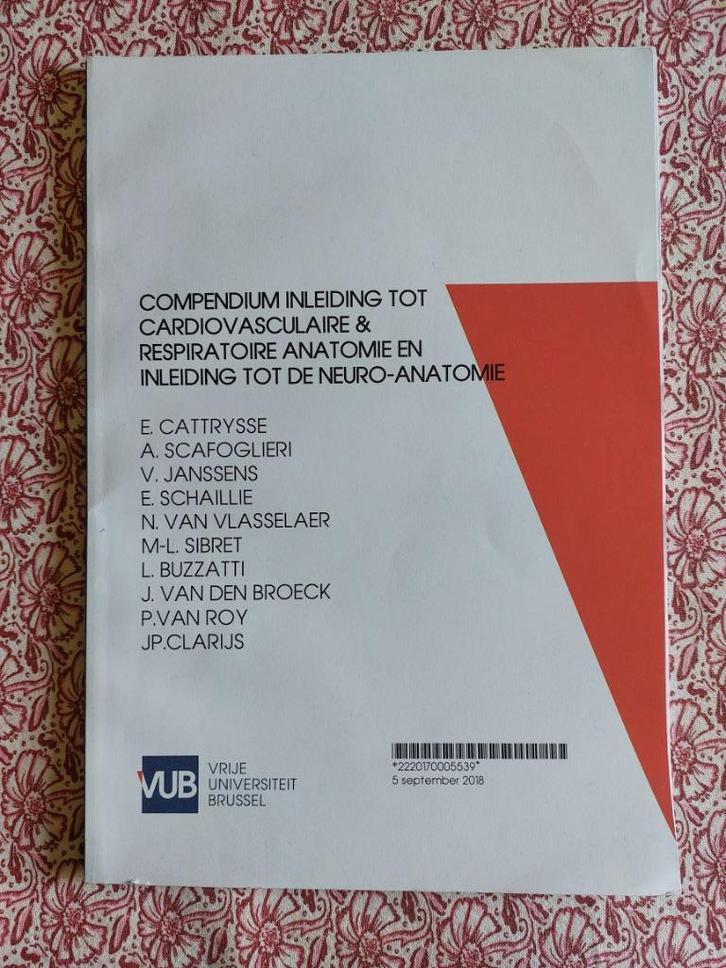 COMPENDIUM INLEIDING TOT
CARDIOVASCULAIRE &
RESPIRATOIRE ANATOMIE EN
INLEIDING TOT DE NEURO-ANATOMIE
E. CATTRYSSE
A. SCAFOGLIERI
V. JANSSENS
E. SCHAILLIE
N. VAN VLASSELAER
M-L. SIBRET
L. BUZZATTI
J. VAN DEN BROECK
P.VAN ROY
JP.CLARIJS
VUB
VRIJE
UNIVERSITEIT
BRUSSEL
*2220170005539*
5 september 2018